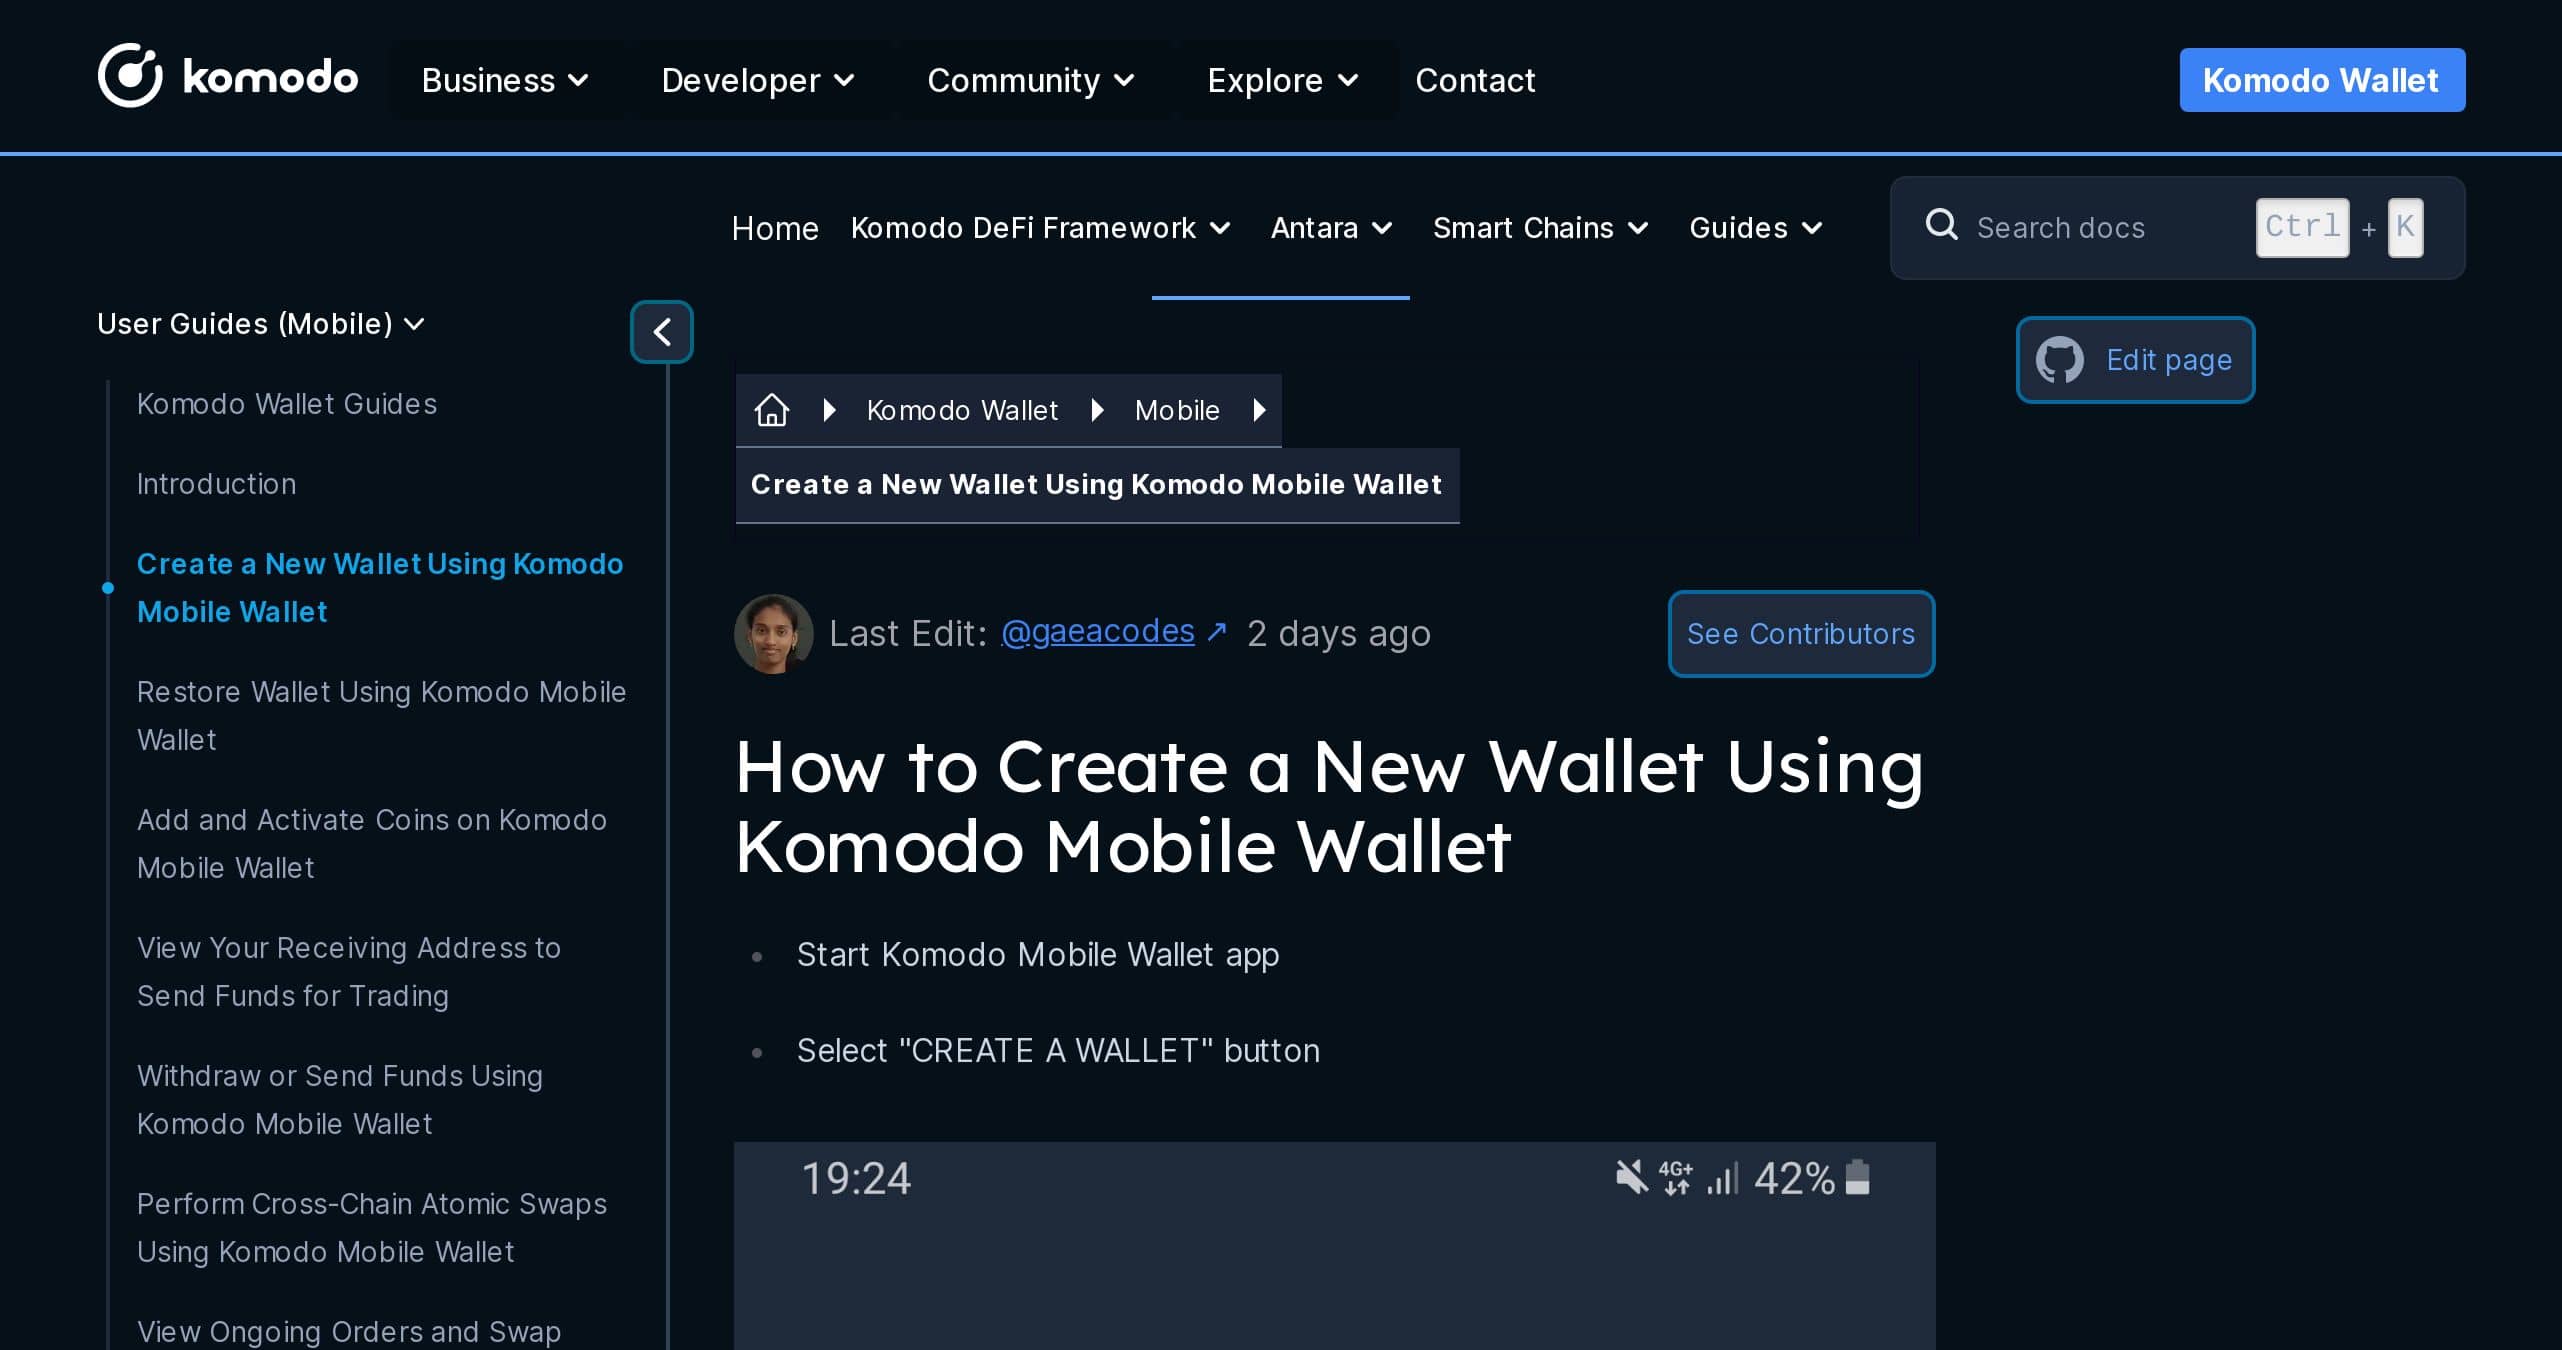 komodo
Business
Developer
Community
Explore
Contact
Komodo Wallet
Home
Komodo DeFi Framework
Antara
Smart Chains
Guides
Search docs
Ctrl + K
User Guides (Mobile)
Komodo Wallet Guides
Introduction
Create a New Wallet Using Komodo
Mobile Wallet
Restore Wallet Using Komodo Mobile
Wallet
Add and Activate Coins on Komodo
Mobile Wallet
View Your Receiving Address to
Send Funds for Trading
Withdraw or Send Funds Using
Komodo Mobile Wallet
Perform Cross-Chain Atomic Swaps
Using Komodo Mobile Wallet
View Ongoing Orders and Swap
Komodo Wallet
Mobile
Create a New Wallet Using Komodo Mobile Wallet
Edit page
Last Edit: @gaeacodes ↗ 2 days ago
See Contributors
How to Create a New Wallet Using
Komodo Mobile Wallet
Start Komodo Mobile Wallet app
Select "CREATE A WALLET" button
19:24
4G+
42%